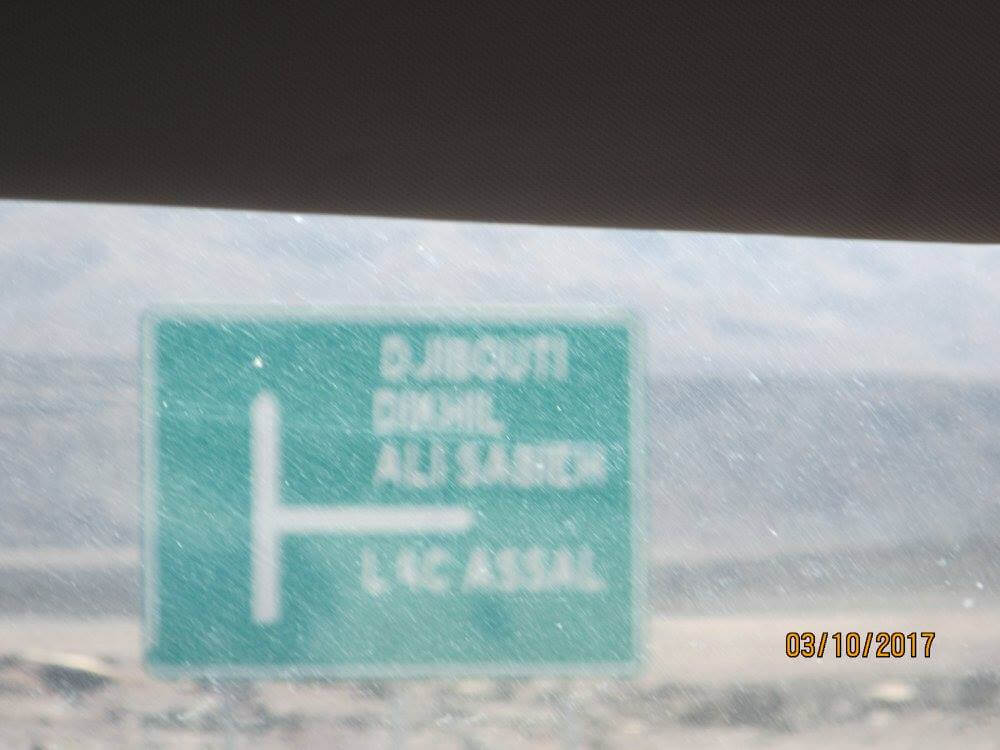 DJIBOUTI
DIKHIL
ALI SABIEH
LAC ASSAL
03/10/2017